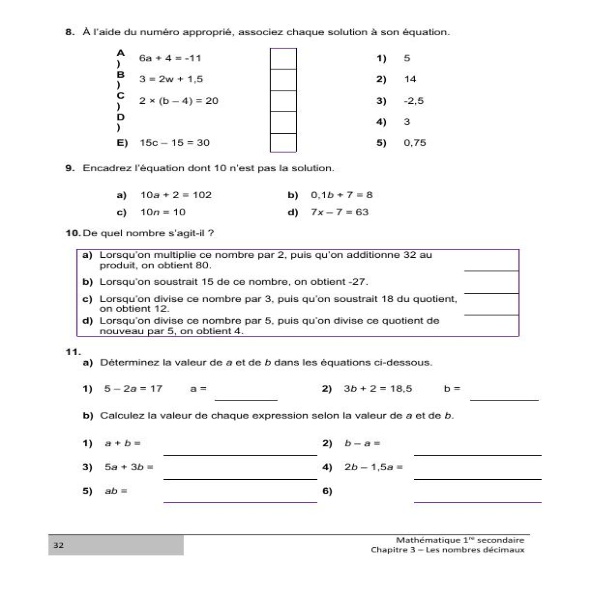 8. À l'aide du numéro approprié, associez chaque solution à son équation.
A) 6a + 4 = -11 1) 5
B) 3 = 2w + 1,5 2) 14
C) 2 × (b – 4) = 20 3) -2,5
D) 4) 3
E) 15c – 15 = 30 5) 0,75
9. Encadrez l'équation dont 10 n'est pas la solution.
a) 10a + 2 = 102 b) 0,1b + 7 = 8
c) 10n = 10 d) 7x – 7 = 63
10. De quel nombre s'agit-il ?
a) Lorsqu'on multiplie ce nombre par 2, puis qu'on additionne 32 au
produit, on obtient 80.
b) Lorsqu'on soustrait 15 de ce nombre, on obtient -27.
c) Lorsqu'on divise ce nombre par 3, puis qu'on soustrait 18 du quotient,
on obtient 12.
d) Lorsqu'on divise ce nombre par 5, puis qu'on divise ce quotient de
nouveau par 5, on obtient 4.
11.
a) Déterminez la valeur de a et de b dans les équations ci-dessous.
1) 5 – 2a = 17 a = 2) 3b + 2 = 18,5 b =
b) Calculez la valeur de chaque expression selon la valeur de a et de b.
1) a + b = 2) b – a =
3) 5a + 3b = 4) 2b – 1,5a =
5) ab = 6)
32
Mathématique 1re secondaire
Chapitre 3 – Les nombres décimaux